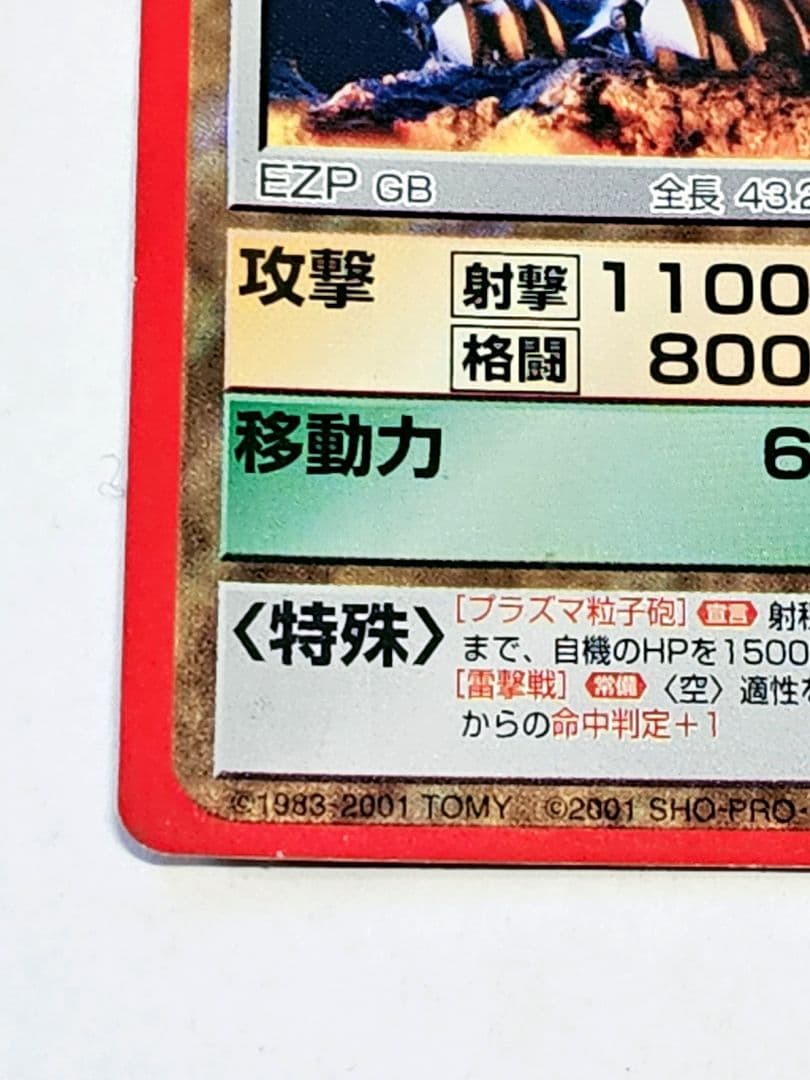 EZP GB 全長 43.2
攻撃 射撃 1100
格闘 800
移動力 6
〈特殊〉
[プラズマ粒子砲] 宣言 射程
まで、自機のHPを1500
[雷撃戦] 常備 〈空〉適性を
からの命中判定+1
©1983-2001 TOMY ©2001 SHO-PRO